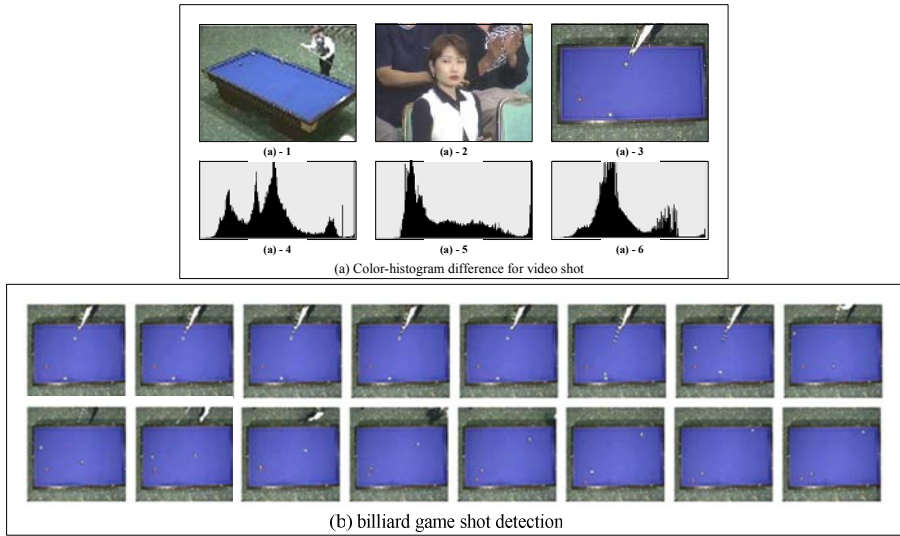 (a) - 1
(a) - 2
(a) - 3
(a) - 4
(a) - 5
(a) - 6
(a) Color-histogram difference for video shot
(b) billiard game shot detection